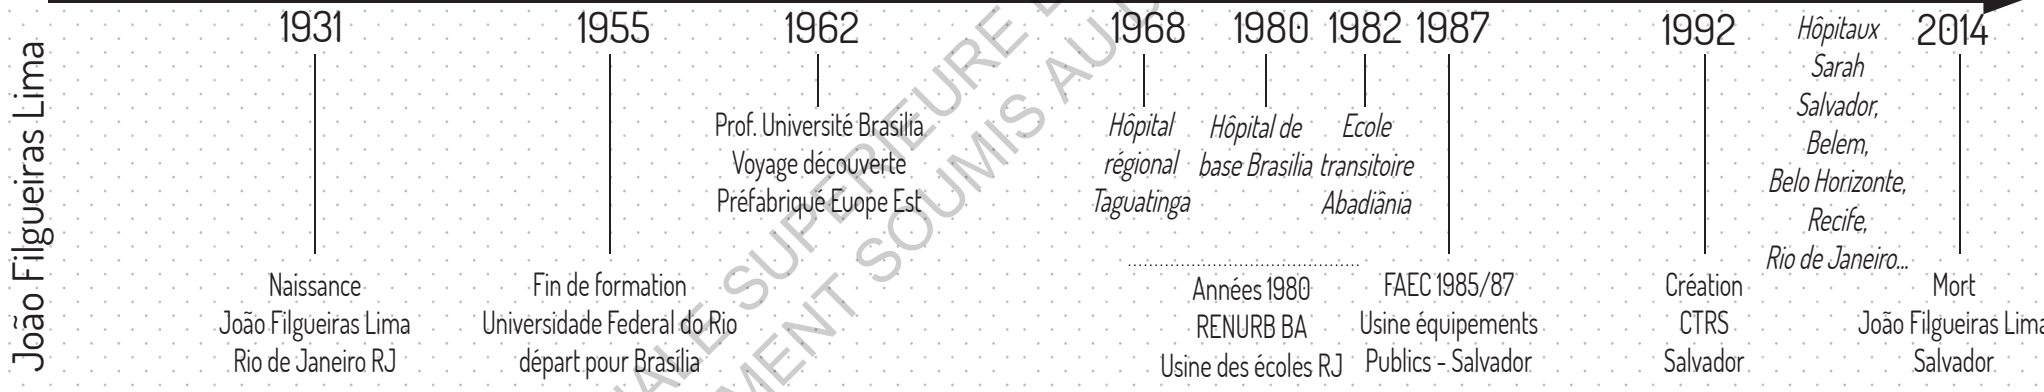 João Filgueiras Lima
1931
Naissance
João Filgueiras Lima
Rio de Janeiro RJ
1955
Fin de formation
Universidade Federal do Rio
départ pour Brasília
1962
Prof. Université Brasilia
Voyage découverte
Préfabriqué Euope Est
1968
Hôpital
régional
Taguatinga
1980
Hôpital de
base Brasilia
1982
Ecole
transitoire
Abadiânia
Années 1980
RENURB BA
Usine des écoles RJ
1987
FAEC 1985/87
Usine équipements
Publics - Salvador
1992
Création
CTRS
Salvador
Hôpitaux
Sarah
Salvador,
Belem,
Belo Horizonte,
Recife,
Rio de Janeiro...
2014
Mort
João Filgueiras Lima
Salvador
SUPERIEURE
SOUMIS AU